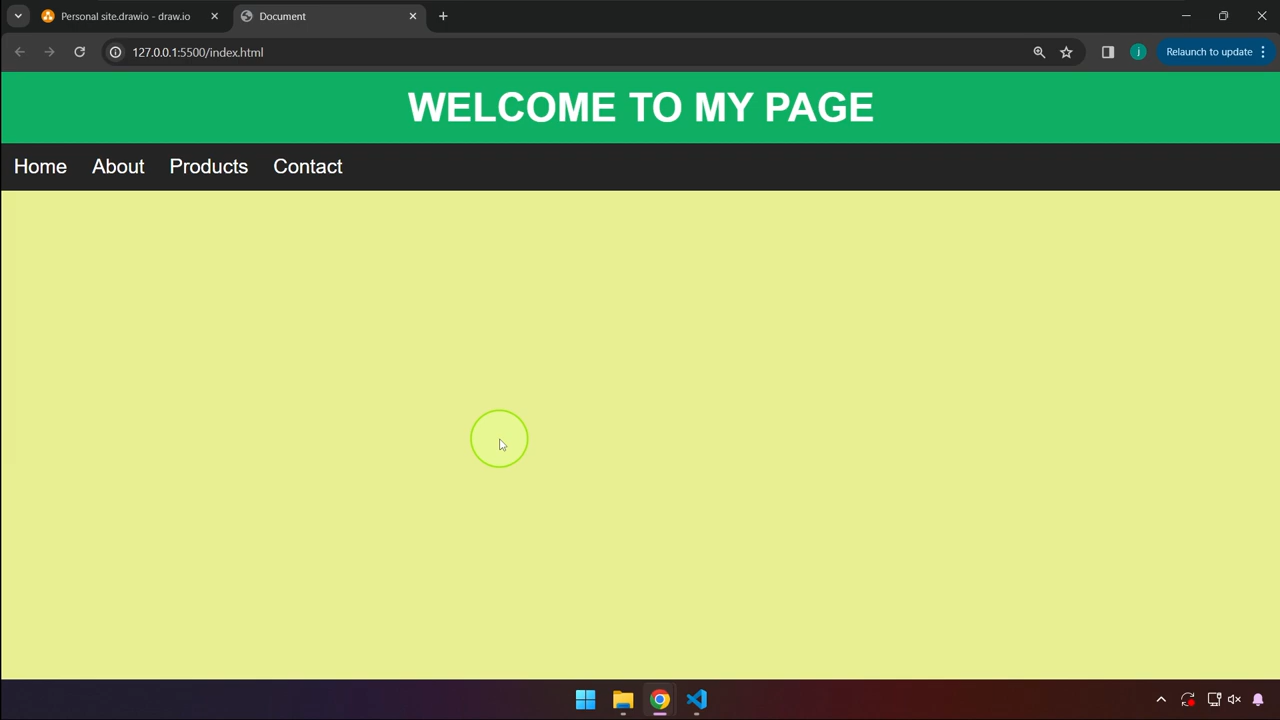 Personal site.drawio - draw.io
Document
127.0.0.1:5500/index.html
j
Relaunch to update
WELCOME TO MY PAGE
Home About Products Contact